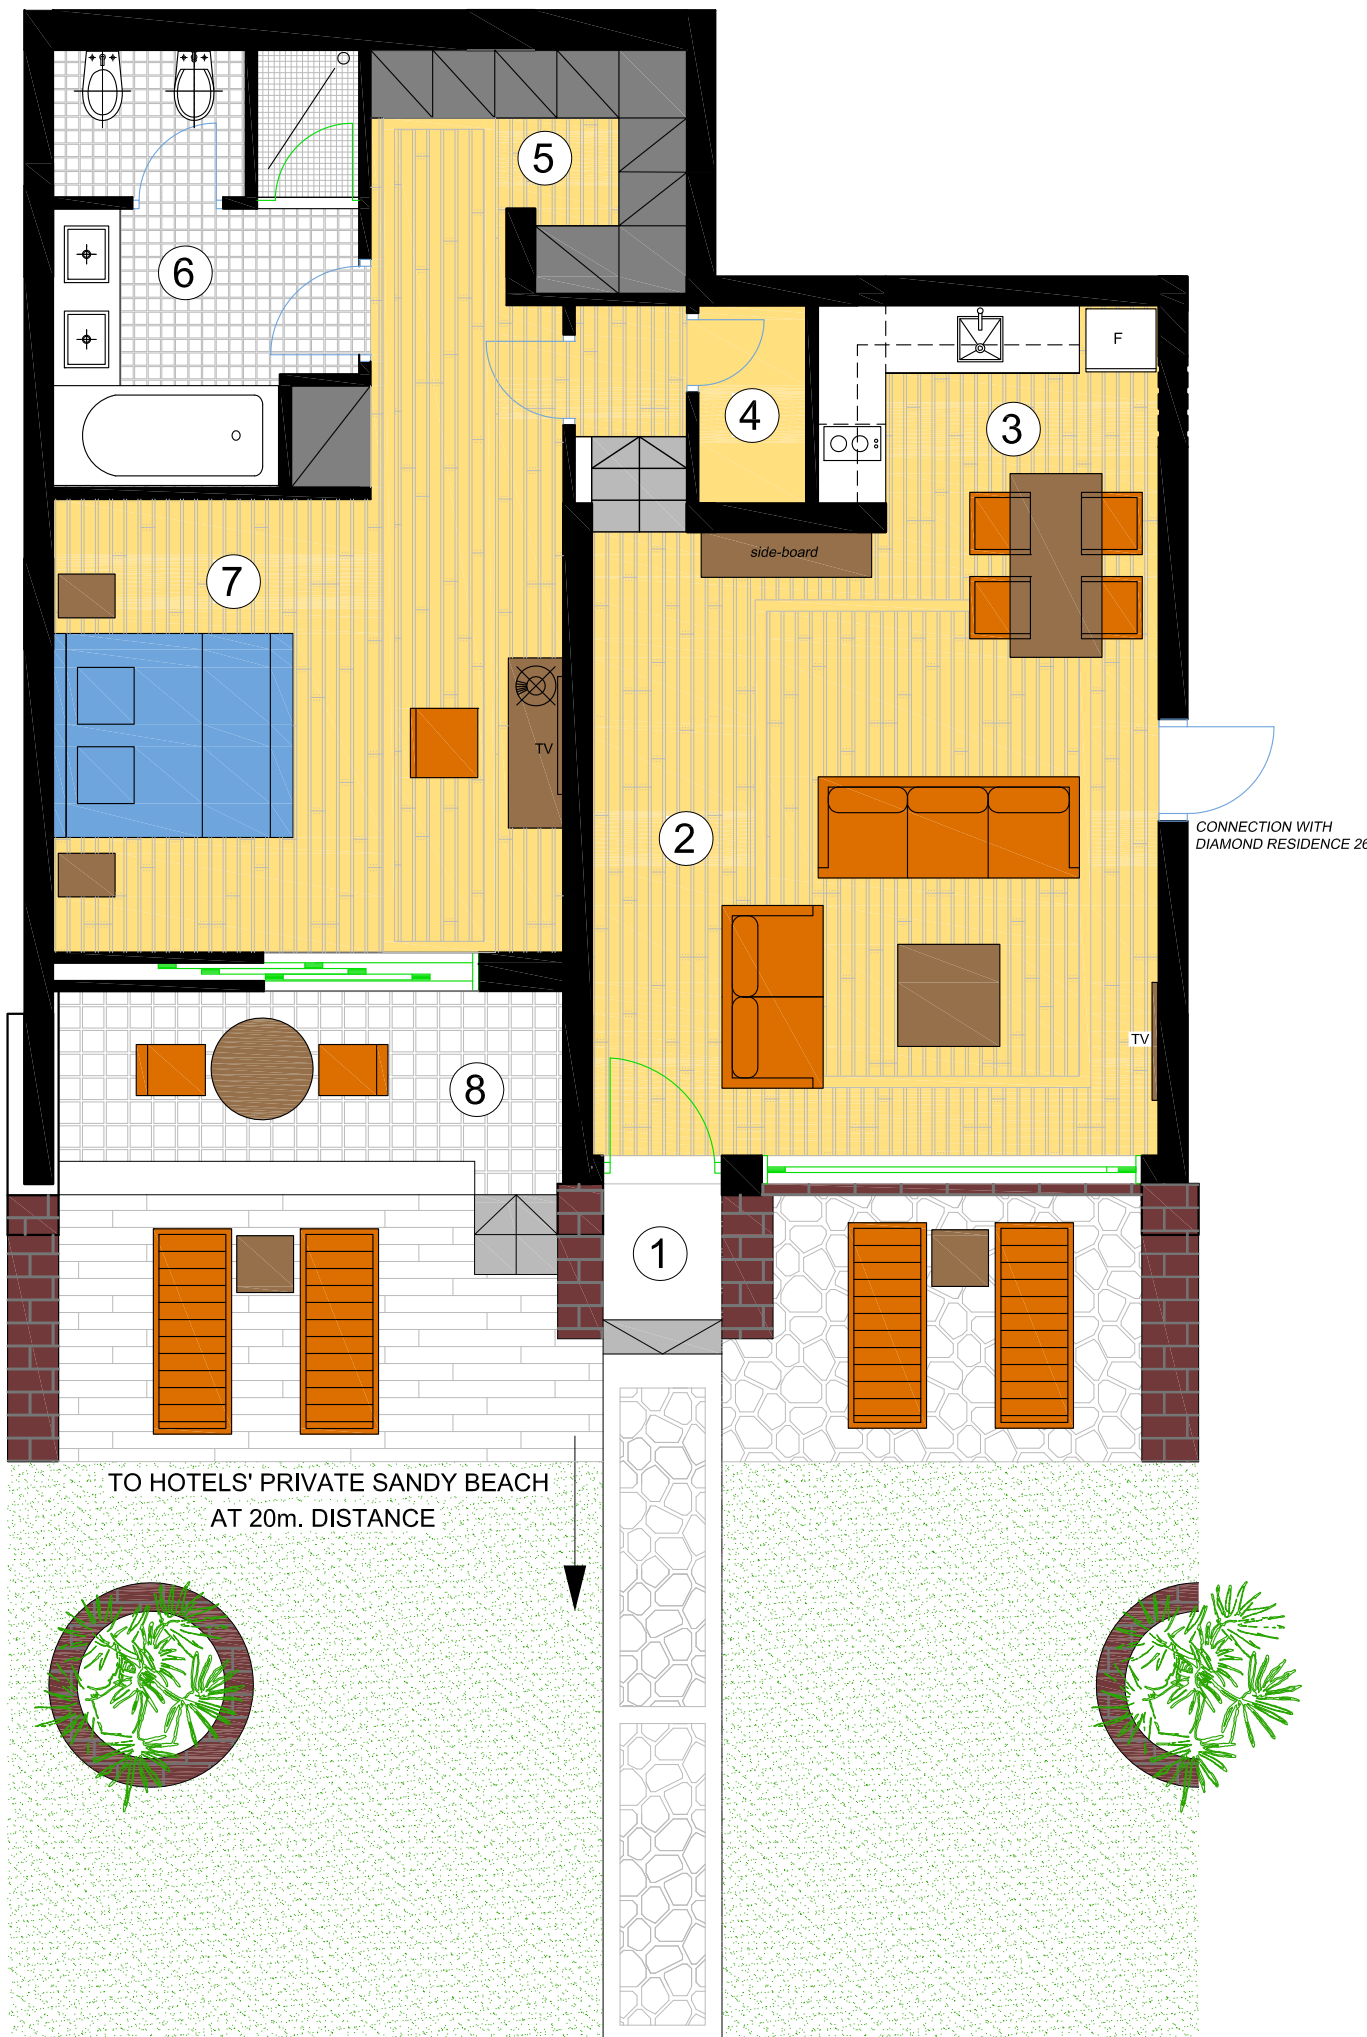 5
6
F
4
3
side-board
7
TV
2
CONNECTION WITH
DIAMOND RESIDENCE 26
TV
8
1
TO HOTELS' PRIVATE SANDY BEACH
AT 20m. DISTANCE